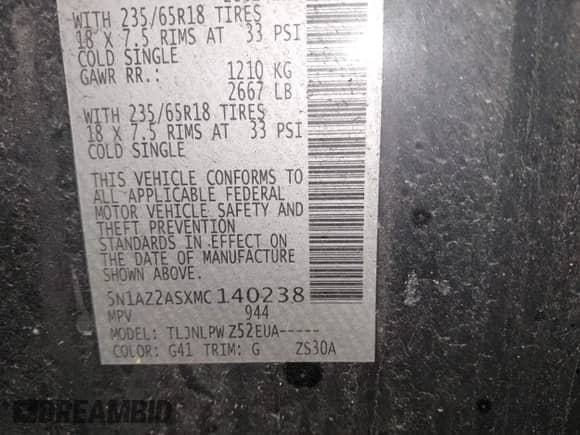 WITH 235/65R18 TIRES
18 X 7.5 RIMS AT 33 PSI
COLD SINGLE
GAWR RR.: 1210 KG
2667 LB
WITH 235/65R18 TIRES
18 X 7.5 RIMS AT 33 PSI
COLD SINGLE
THIS VEHICLE CONFORMS TO
ALL APPLICABLE FEDERAL
MOTOR VEHICLE SAFETY AND
THEFT PREVENTION
STANDARDS IN EFFECT ON
THE DATE OF MANUFACTURE
SHOWN ABOVE.
5N1AZ2ASXMC140238
MPV 944
MODEL: TLJNLPWZ52EUA-----
COLOR: G41 TRIM: G ZS30A
DREAMBID